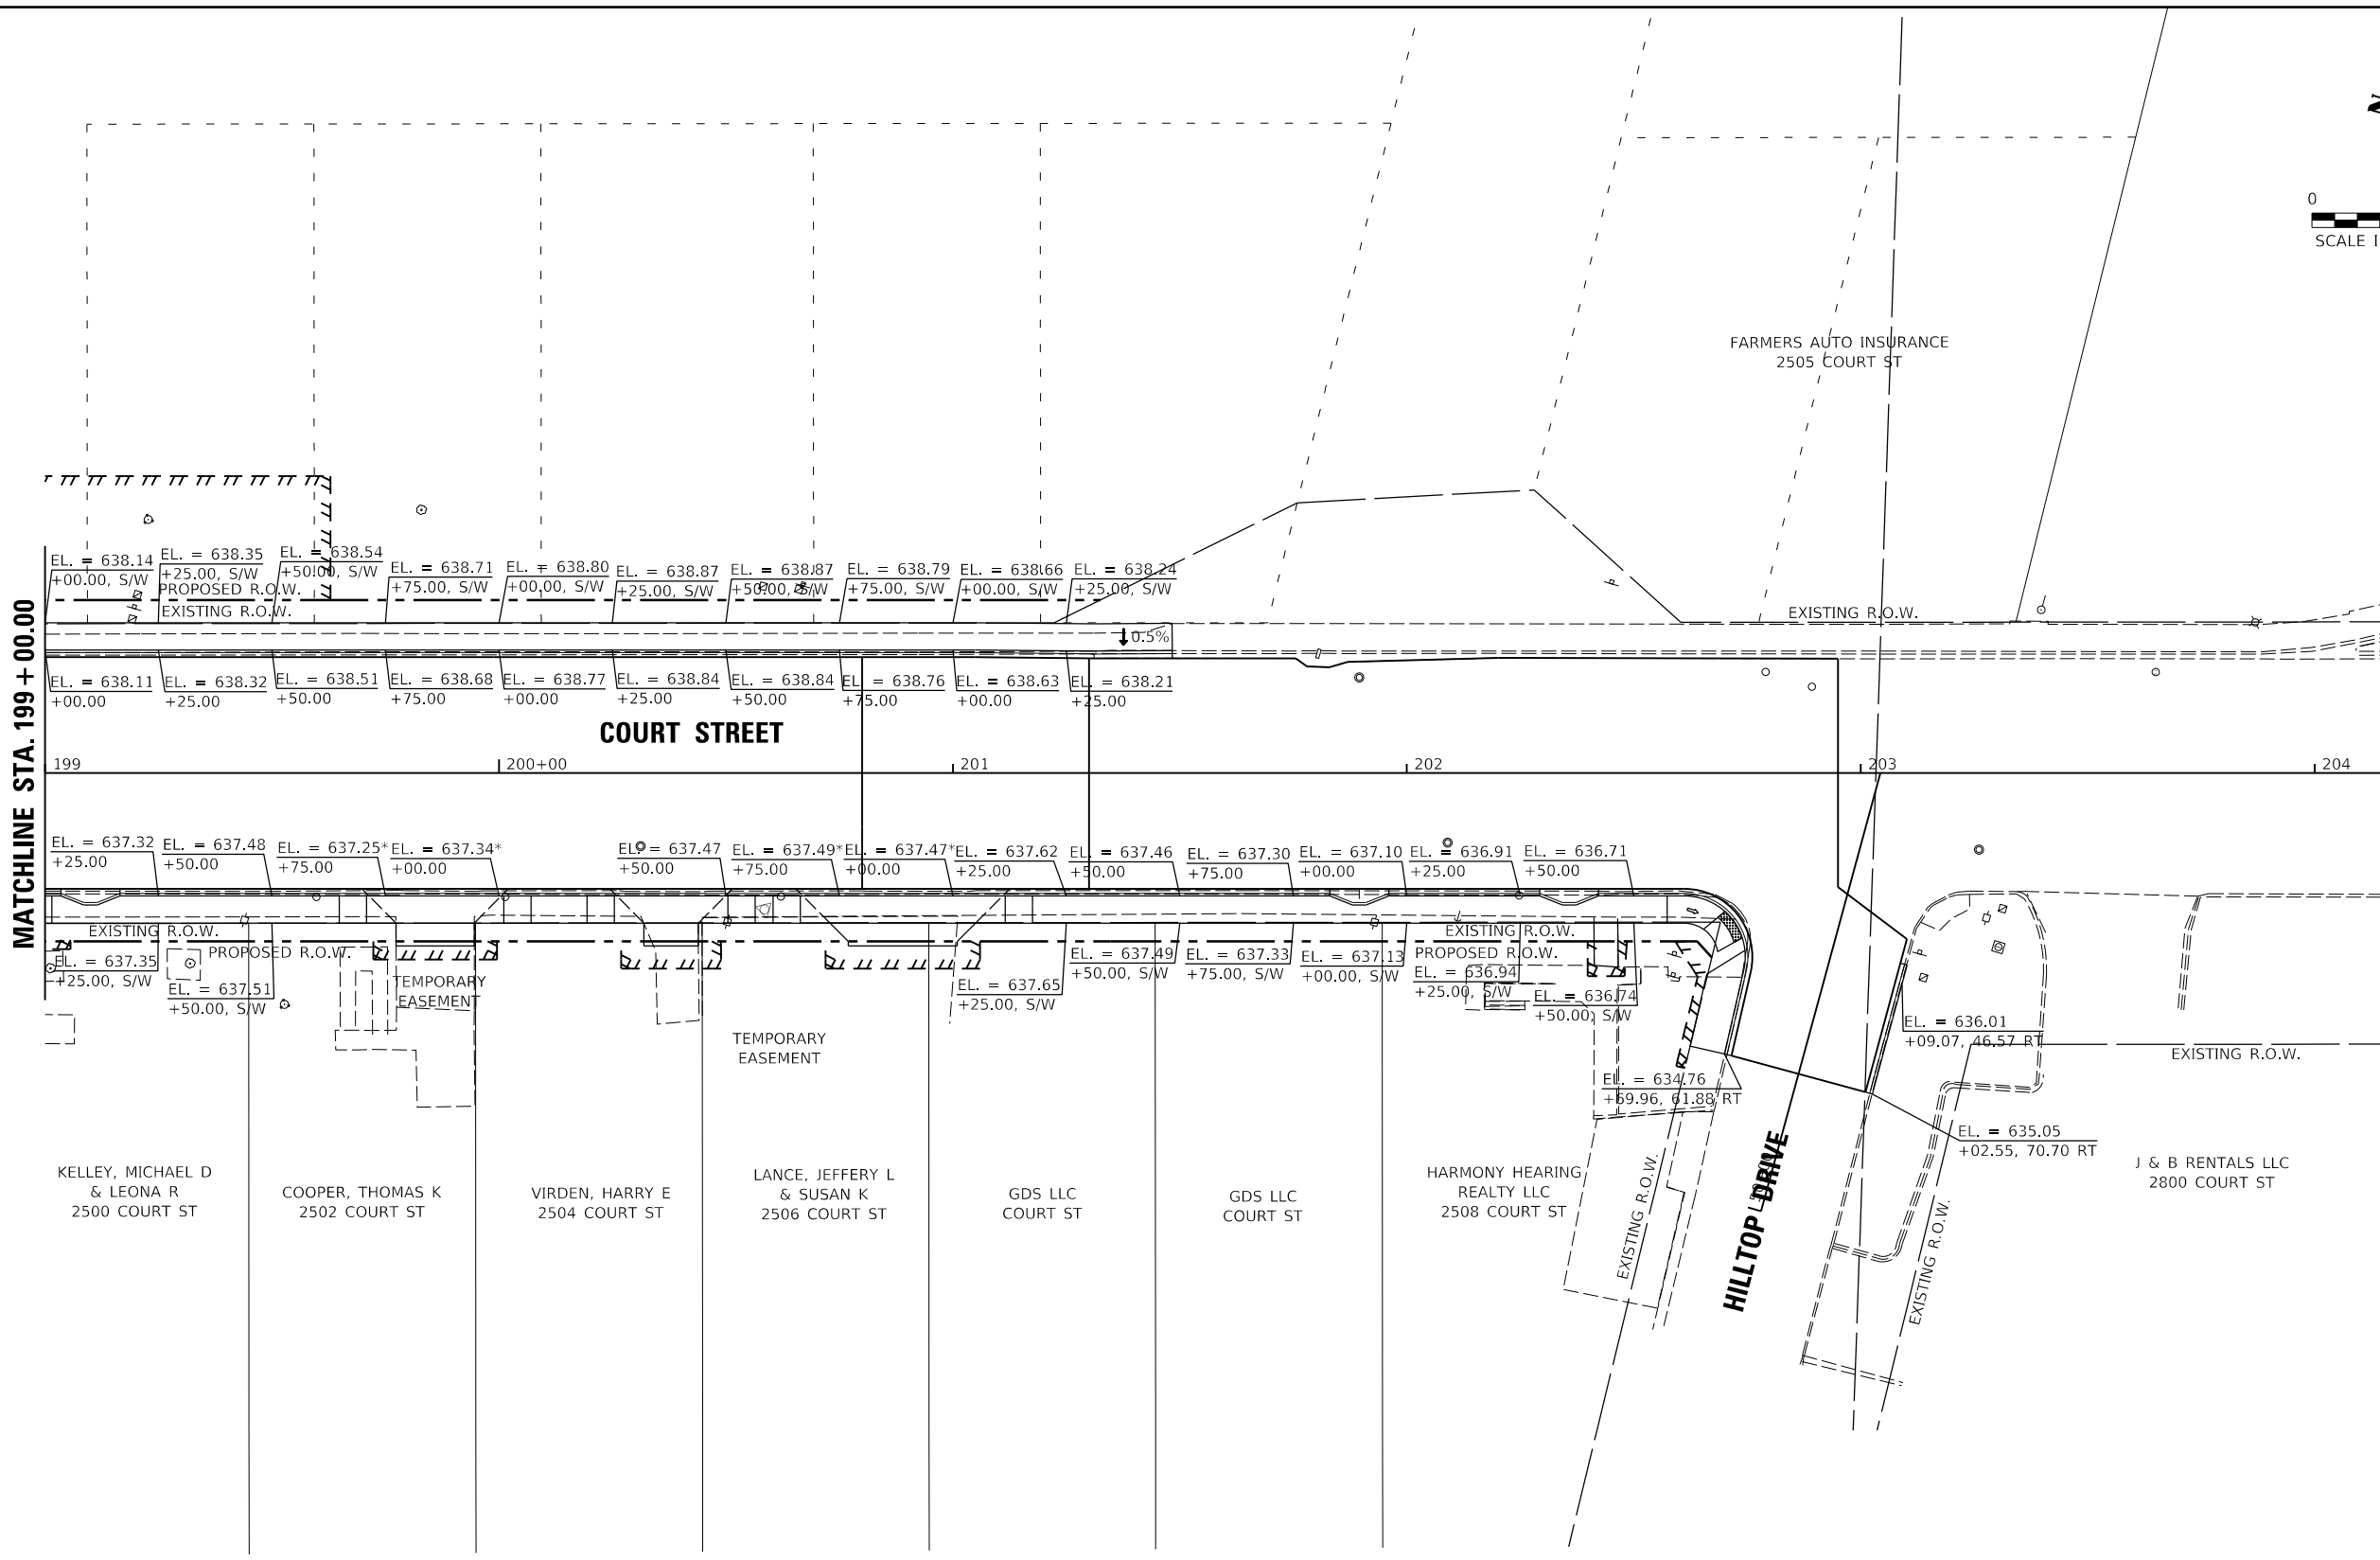 N
0
SCALE I
FARMERS AUTO INSURANCE
2505 COURT ST
EL. = 638.14
+00.00, S/W
EL. = 638.35
+25.00, S/W
EL. = 638.54
+50.00, S/W
EL. = 638.71
+75.00, S/W
EL. = 638.80
+00.00, S/W
EL. = 638.87
+25.00, S/W
EL. = 638.87
+50.00, S/W
EL. = 638.79
+75.00, S/W
EL. = 638.66
+00.00, S/W
EL. = 638.24
+25.00, S/W
PROPOSED R.O.W.
EXISTING R.O.W.
EXISTING R.O.W.
0.5%
MATCHLINE STA. 199+00.00
EL. = 638.11
+00.00
EL. = 638.32
+25.00
EL. = 638.51
+50.00
EL. = 638.68
+75.00
EL. = 638.77
+00.00
EL. = 638.84
+25.00
EL. = 638.84
+50.00
EL. = 638.76
+75.00
EL. = 638.63
+00.00
EL. = 638.21
+25.00
COURT STREET
199
200+00
201
202
203
204
EL. = 637.32
+25.00
EL. = 637.48
+50.00
EL. = 637.25*
+75.00
EL. = 637.34*
+00.00
EL. = 637.47
+50.00
EL. = 637.49*
+75.00
EL. = 637.47*
+00.00
EL. = 637.62
+25.00
EL. = 637.46
+50.00
EL. = 637.30
+75.00
EL. = 637.10
+00.00
EL. = 636.91
+25.00
EL. = 636.71
+50.00
EXISTING R.O.W.
PROPOSED R.O.W.
EXISTING R.O.W.
PROPOSED R.O.W.
EL. = 637.35
+25.00, S/W
EL. = 637.51
+50.00, S/W
TEMPORARY
EASEMENT
TEMPORARY
EASEMENT
EL. = 637.65
+25.00, S/W
EL. = 637.49
+50.00, S/W
EL. = 637.33
+75.00, S/W
EL. = 637.13
+00.00, S/W
EL. = 636.94
+25.00, S/W
EL. = 636.74
+50.00, S/W
EL. = 636.01
+09.07, 46.57 RT
EXISTING R.O.W.
EL. = 634.76
+69.96, 61.88 RT
EL. = 635.05
+02.55, 70.70 RT
KELLEY, MICHAEL D
& LEONA R
2500 COURT ST
COOPER, THOMAS K
2502 COURT ST
VIRDEN, HARRY E
2504 COURT ST
LANCE, JEFFERY L
& SUSAN K
2506 COURT ST
GDS LLC
COURT ST
GDS LLC
COURT ST
HARMONY HEARING
REALTY LLC
2508 COURT ST
J & B RENTALS LLC
2800 COURT ST
EXISTING R.O.W.
HILLTOP DRIVE
EXISTING R.O.W.